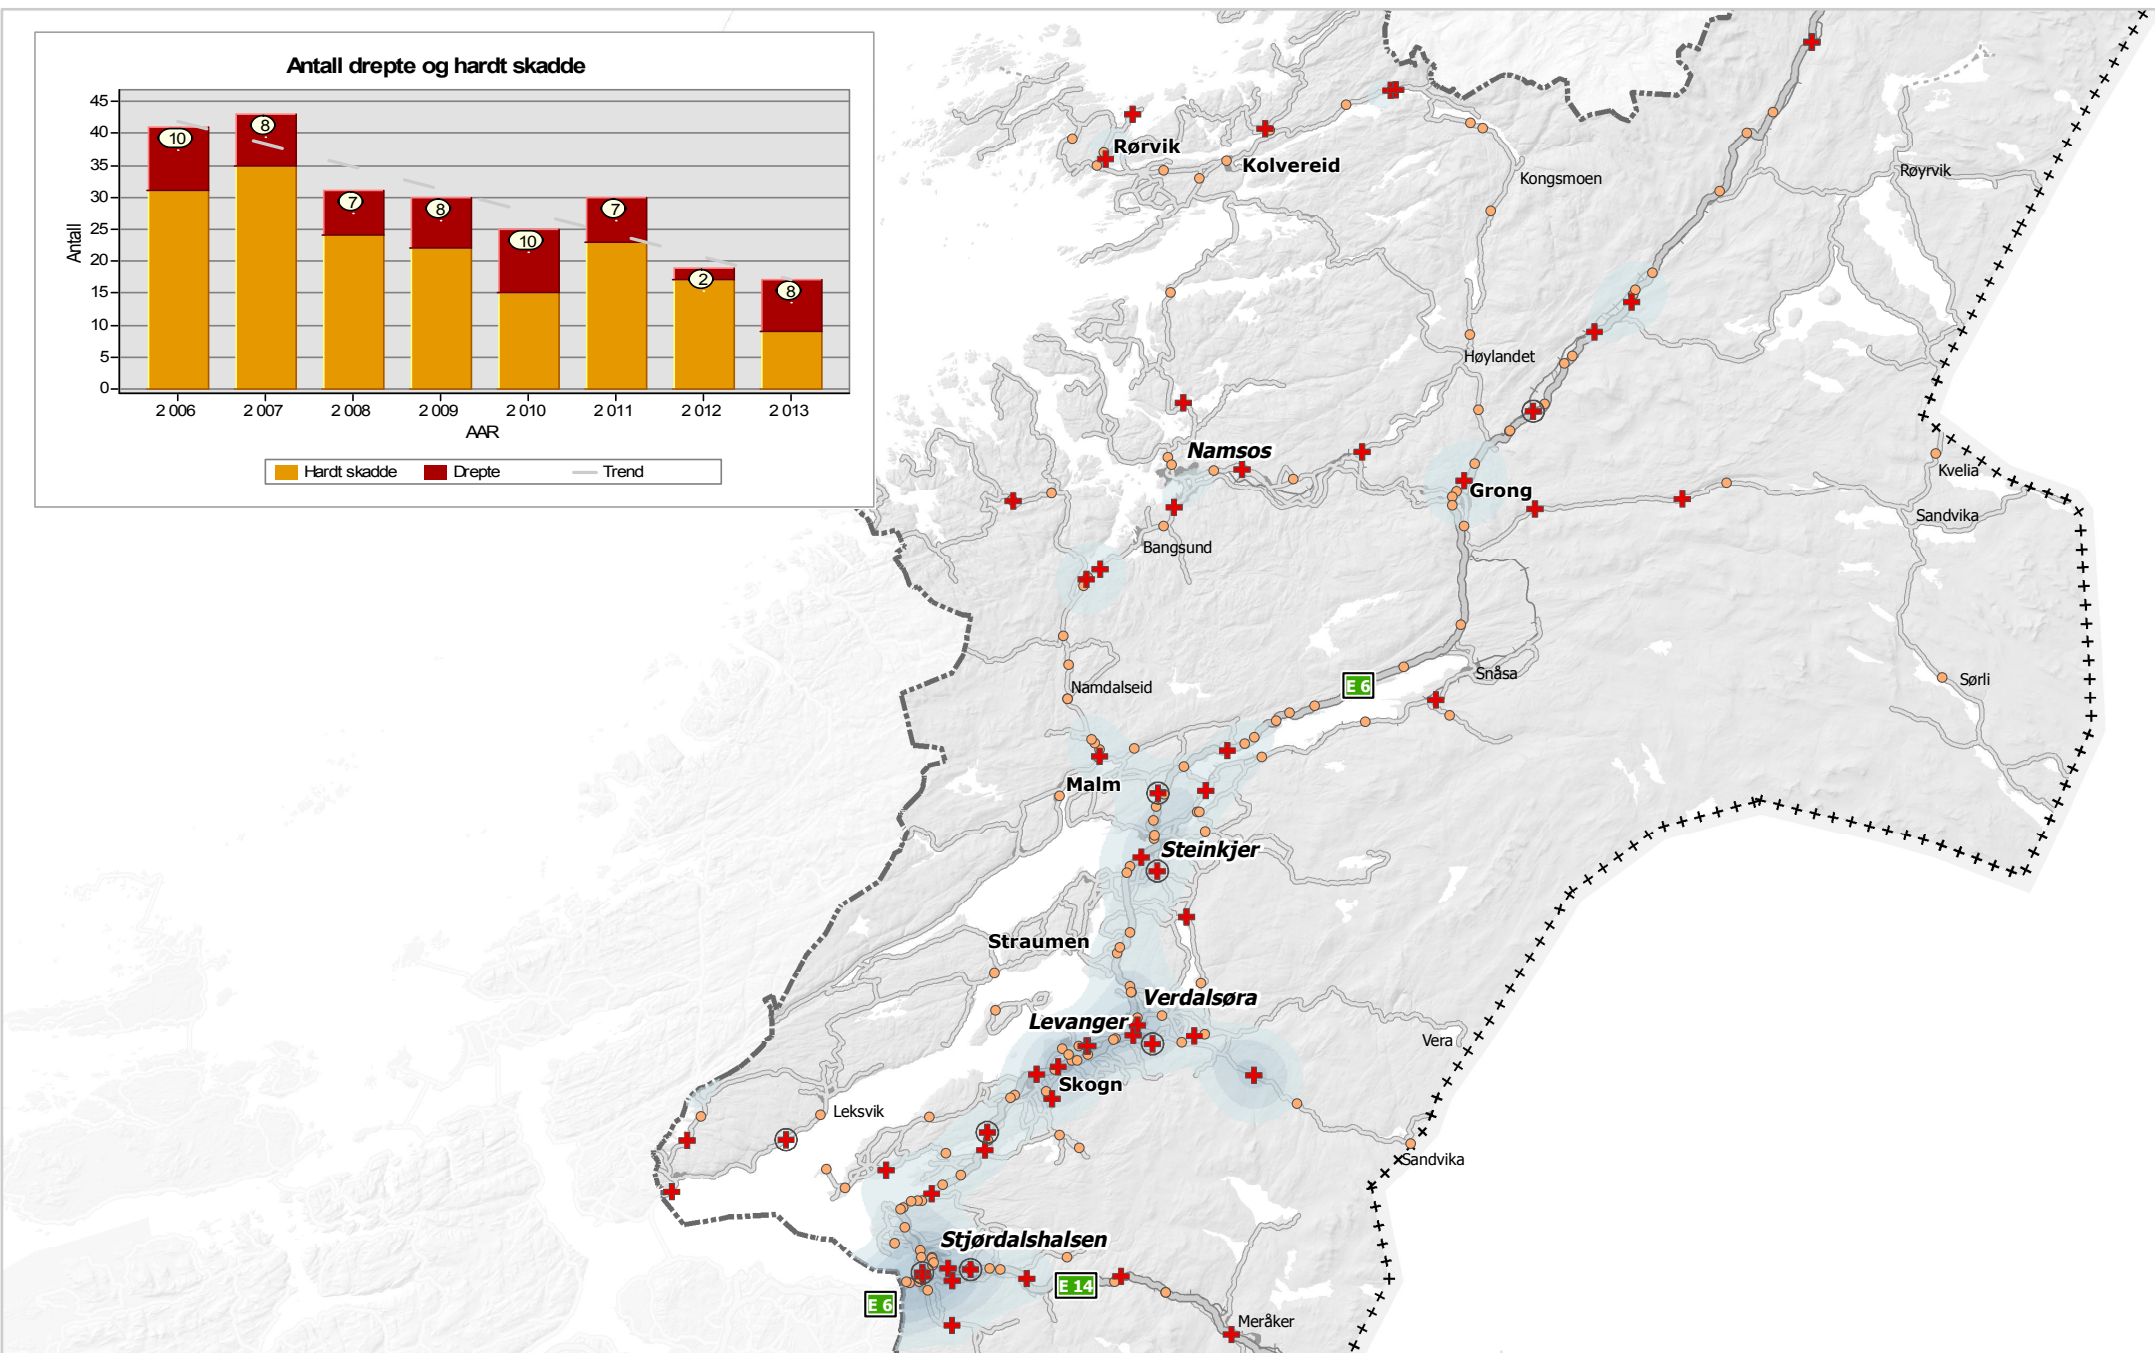 Antall drepte og hardt skadde
Antall
45
40
35
30
25
20
15
10
5
0
10
8
7
8
10
7
2
8
2 006
2 007
2 008
2 009
2 010
2 011
2 012
2 013
AAR
Hardt skadde
Drepte
Trend
Rørvik
Kolvereid
Kongsmoen
Røyrvik
Høylandet
Namsos
Grong
Kvelia
Sandvika
Bangsund
Snåsa
Sørli
E 6
Namdalseid
Malm
Steinkjer
Straumen
Verdalsøra
Levanger
Vera
Skogn
Leksvik
Sandvika
Stjørdalshalsen
E 14
E 6
Meråker